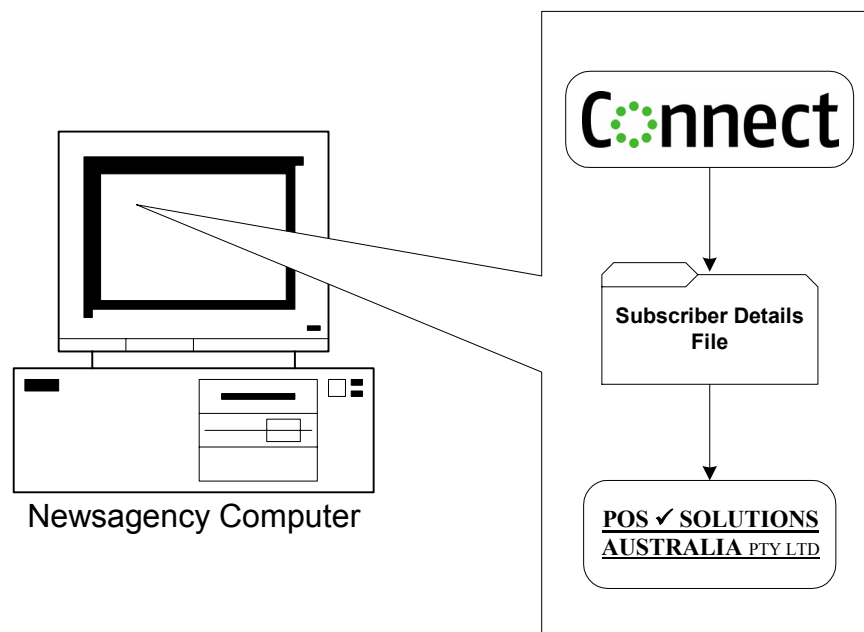 Connect
Subscriber Details
File
POS ✓ SOLUTIONS
AUSTRALIA PTY LTD
Newsagency Computer